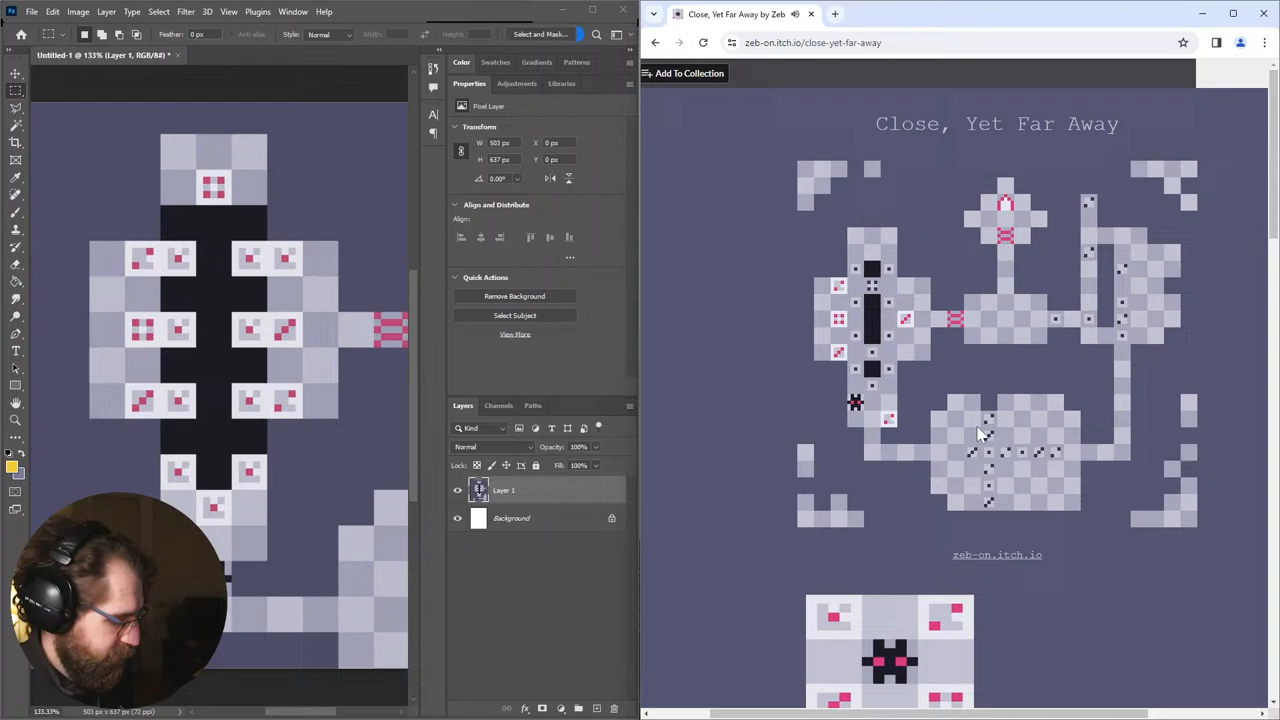 Ps File Edit Image Layer Type Select Filter 3D View Plugins Window Help
Feather: 0 px Anti-alias Style: Normal Width: Height: Select and Mask...
Untitled-1 @ 133% (Layer 1, RGB/8#) *
Color Swatches Gradients Patterns
Properties Adjustments Libraries
Pixel Layer
Transform
W 503 px X 0 px
H 637 px Y 0 px
0.00°
Align and Distribute
Align:
Quick Actions
Remove Background
Select Subject
View More
Layers Channels Paths
Kind
Normal Opacity: 100%
Lock: Fill: 100%
Layer 1
Background
fx
133.33% 503 px x 637 px (72 ppi)
Close, Yet Far Away by Zeb
zeb-on.itch.io/close-yet-far-away
Add To Collection
Close, Yet Far Away
zeb-on.itch.io